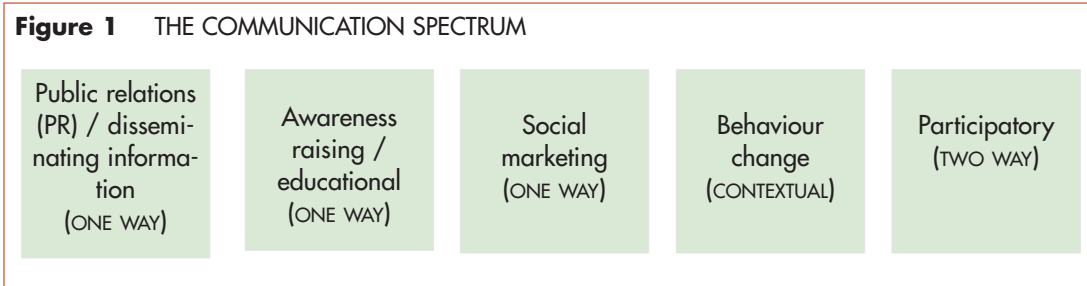 Figure 1 THE COMMUNICATION SPECTRUM
Public relations
(PR) / dissemi-
nating informa-
tion
(ONE WAY)
Awareness
raising /
educational
(ONE WAY)
Social
marketing
(ONE WAY)
Behaviour
change
(CONTEXTUAL)
Participatory
(TWO WAY)